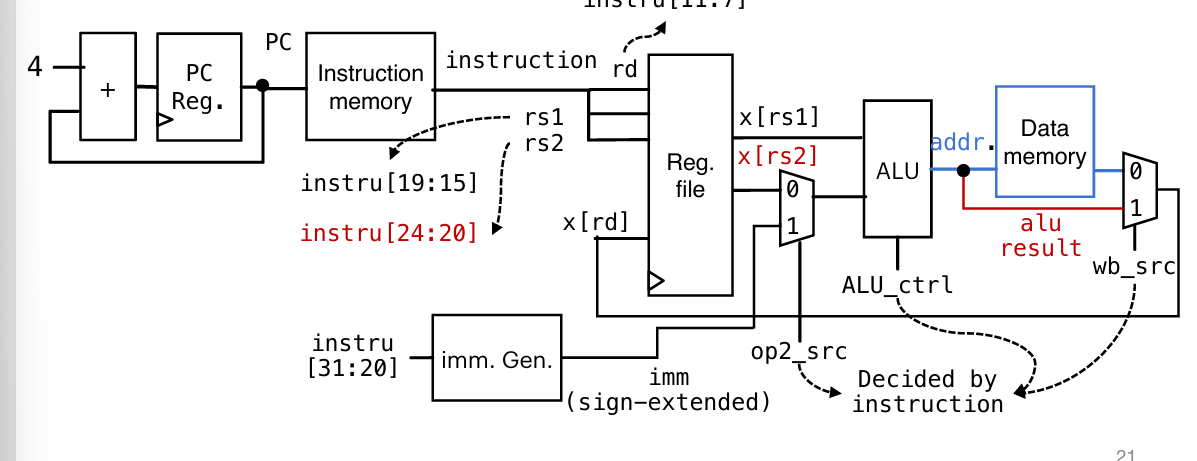 instru[11:7]
4
+
PC
Reg.
PC
Instruction
memory
instruction
rd
rs1
rs2
instru[19:15]
instru[24:20]
x[rd]
Reg.
file
x[rs1]
x[rs2]
0
1
ALU
addr.
Data
memory
0
1
alu
result
wb_src
ALU_ctrl
instru
[31:20]
imm. Gen.
imm
(sign-extended)
op2_src
Decided by
instruction
21